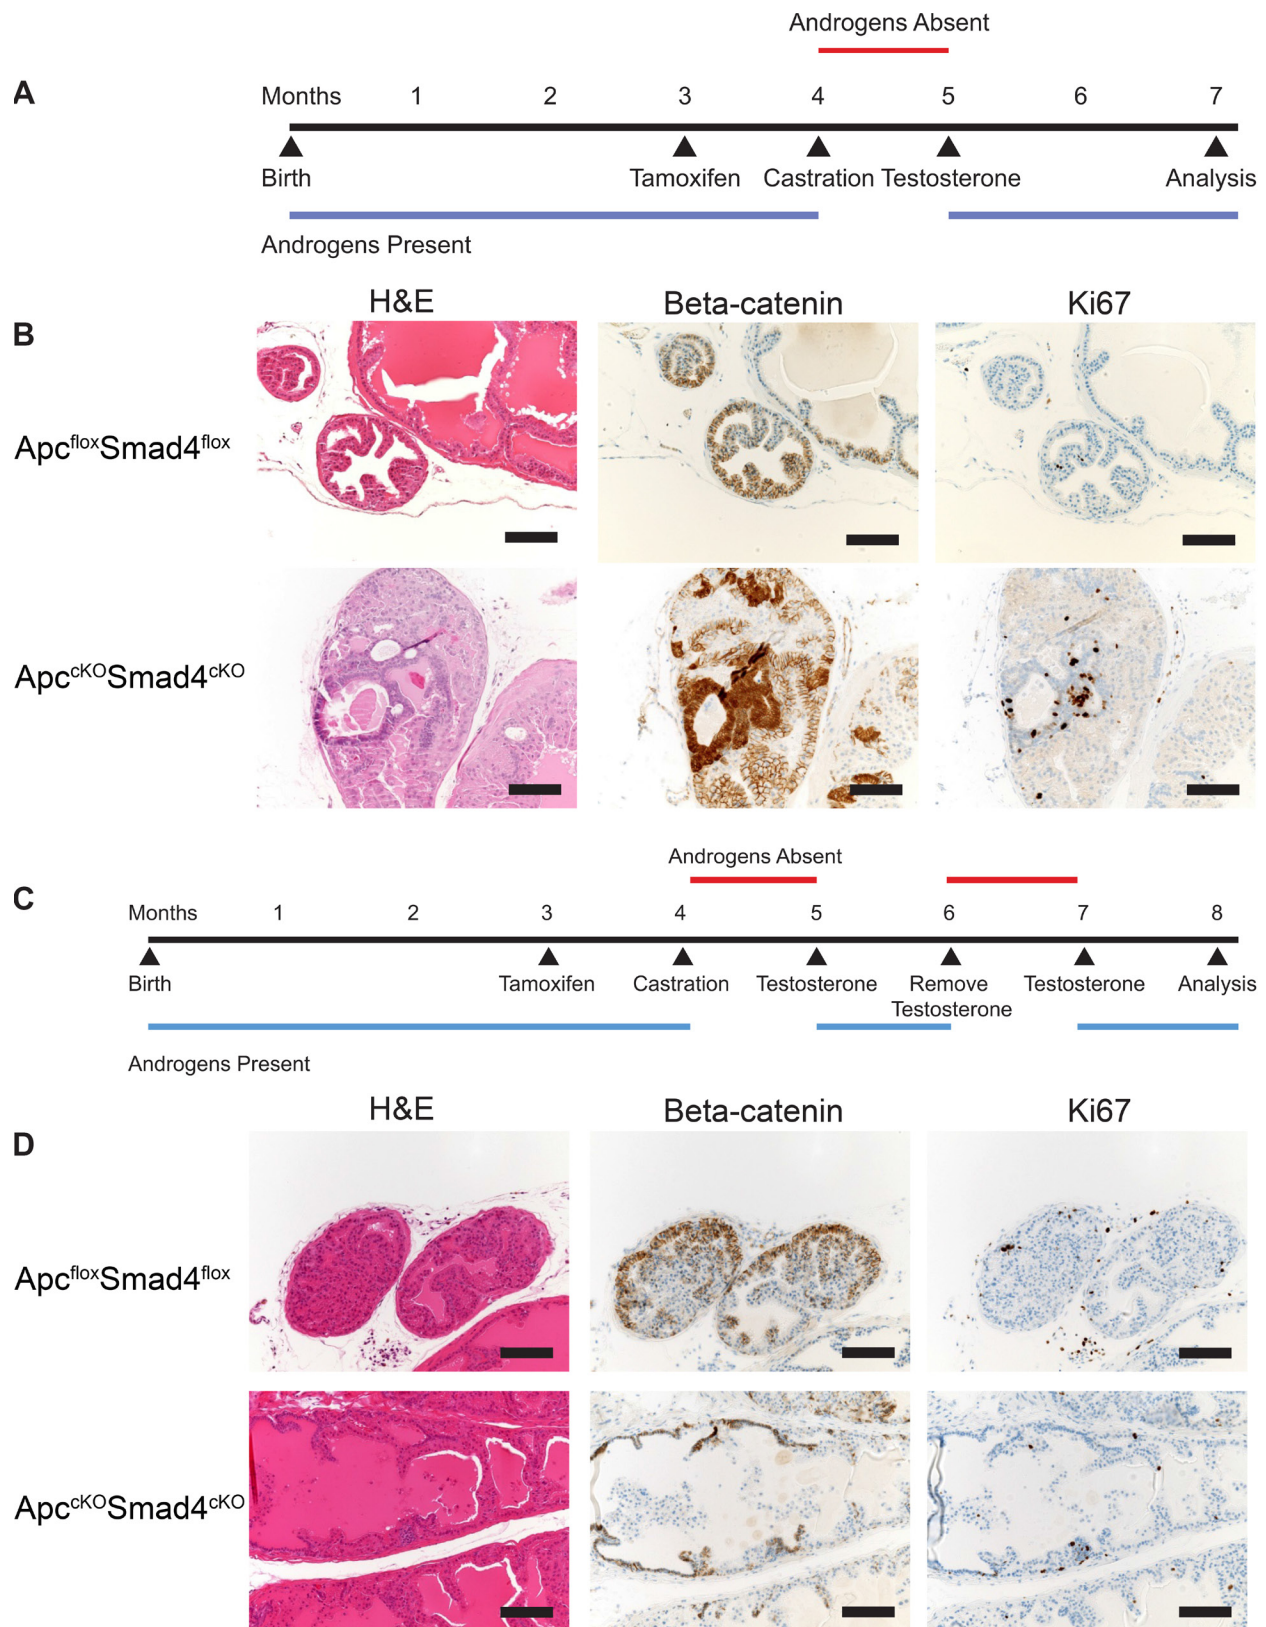 Androgens Absent
A
Months 1 2 3 4 5 6 7
Birth Tamoxifen Castration Testosterone Analysis
Androgens Present
B
H&E Beta-catenin Ki67
Apcfl​oxSmad4flox
ApccKOSmad4cKO
Androgens Absent
C
Months 1 2 3 4 5 6 7 8
Birth Tamoxifen Castration Testosterone Remove Testosterone Analysis
Testosterone
Androgens Present
H&E Beta-catenin Ki67
D
ApcfloxSmad4flox
ApccKOSmad4cKO